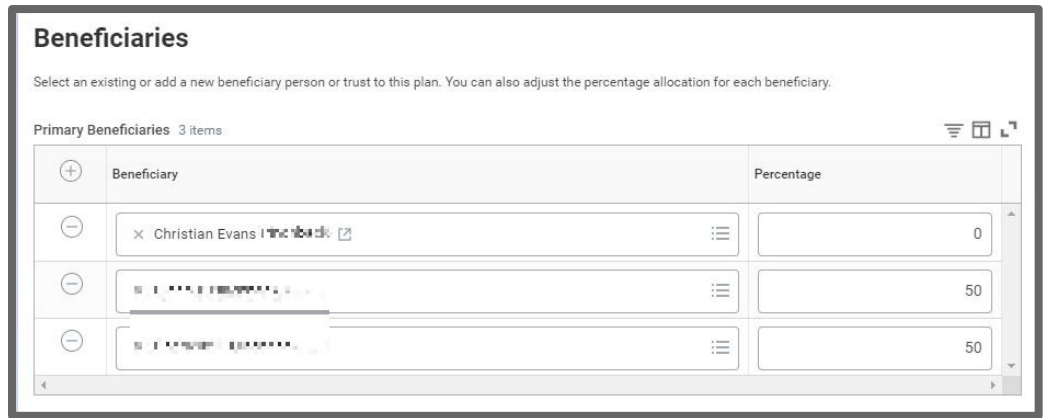 Beneficiaries
Select an existing or add a new beneficiary person or trust to this plan. You can also adjust the percentage allocation for each beneficiary.
Primary Beneficiaries 3 items
Beneficiary Percentage
Christian Evans 0
50
50